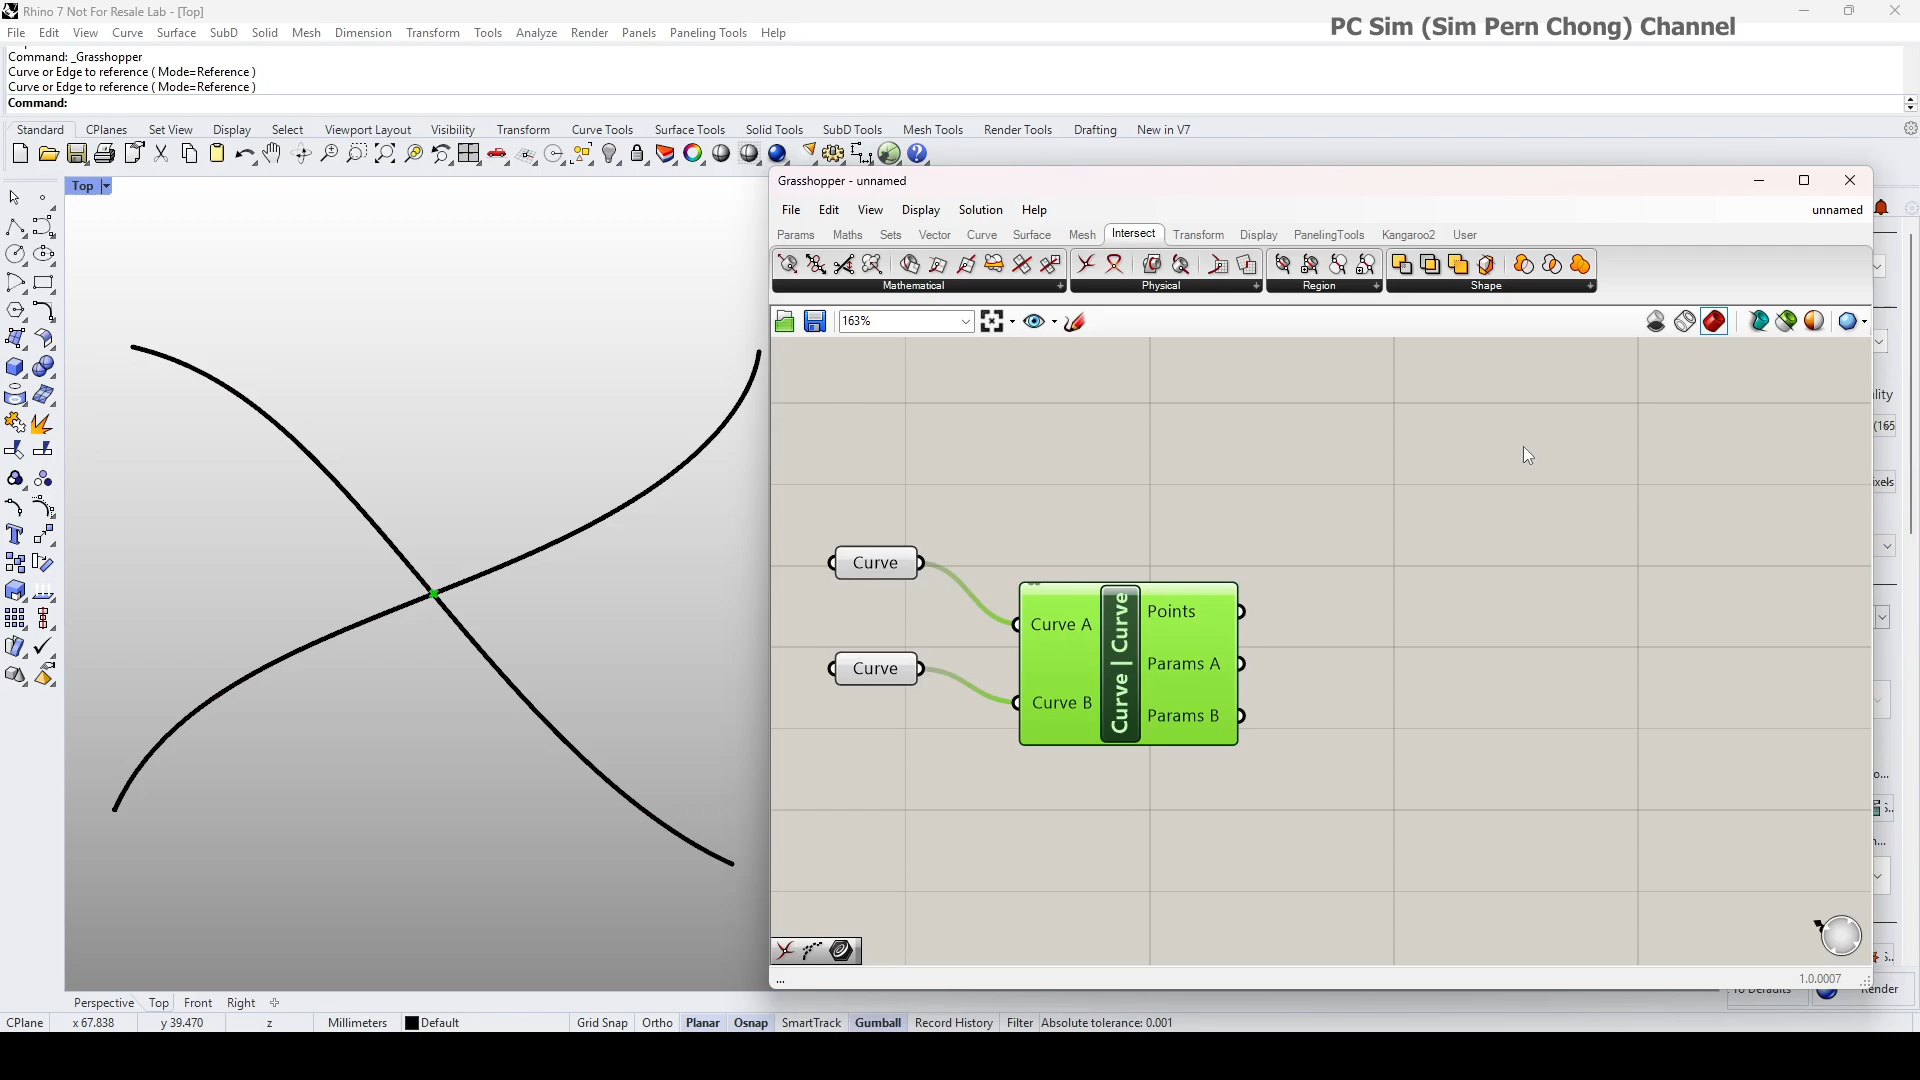 Rhino 7 Not For Resale Lab - [Top]
PC Sim (Sim Pern Chong) Channel
File Edit View Curve Surface SubD Solid Mesh Dimension Transform Tools Analyze Render Panels Paneling Tools Help
Command: _Grasshopper
Curve or Edge to reference ( Mode=Reference )
Curve or Edge to reference ( Mode=Reference )
Command:
Standard CPlanes Set View Display Select Viewport Layout Visibility Transform Curve Tools Surface Tools Solid Tools SubD Tools Mesh Tools Render Tools Drafting New in V7
Top
Grasshopper - unnamed
File Edit View Display Solution Help unnamed
Params Maths Sets Vector Curve Surface Mesh Intersect Transform Display PanelingTools Kangaroo2 User
Mathematical Physical Region Shape
163%
Curve
Curve
Curve A
Curve B
Curve | Curve
Points
Params A
Params B
(165
...
1.0.0007
Perspective Top Front Right
CPlane x 67.838 y 39.470 z Millimeters Default Grid Snap Ortho Planar Osnap SmartTrack Gumball Record History Filter Absolute tolerance: 0.001